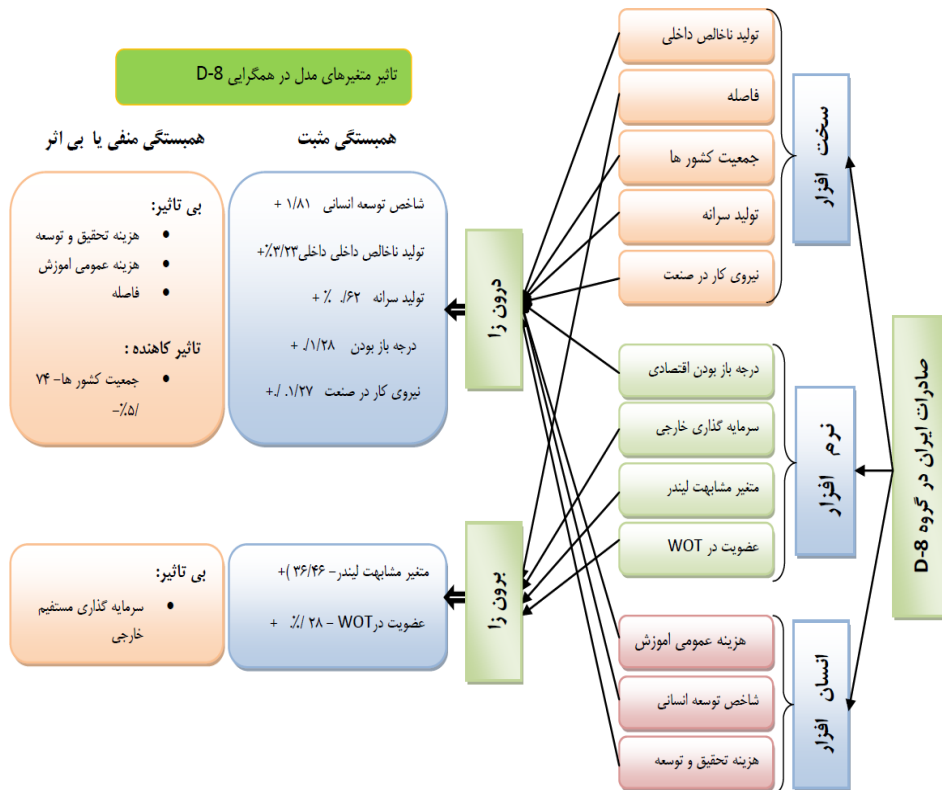 صادرات ایران در گروه D-8
سخت افزار
تولید ناخالص داخلی
فاصله
جمعیت کشور ها
تولید سرانه
نیروی کار در صنعت
نرم افزار
درجه باز بودن اقتصادی
سرمایه گذاری خارجی
متغیر مشابهت لیندر
عضویت در WOT
انسان افزار
هزینه عمومی اموزش
شاخص توسعه انسانی
هزینه تحقیق و توسعه
درون زا
برون زا
تاثیر متغیرهای مدل در همگرایی D-8
همبستگی مثبت
شاخص توسعه انسانی ۱/۸۱ +
تولید ناخالص داخلی داخلی ۳/۲۳٪+
تولید سرانه ۶۲/. ٪ +
درجه باز بودن ۱/۲۸/. +
نیروی کار در صنعت ۱/۲۷. /.+
متغیر مشابهت لیندر– ۳۶/۴۶ )+
عضویت درWOT – ۲۸ /٪. +
همبستگی منفی یا بی اثر
بی تاثیر:
• هزینه تحقیق و توسعه
• هزینه عمومی اموزش
• فاصله
تاثیر کاهنده :
• جمعیت کشور ها- ۷۴
/۵٪-
بی تاثیر:
• سرمایه گذاری مستفیم
خارجی